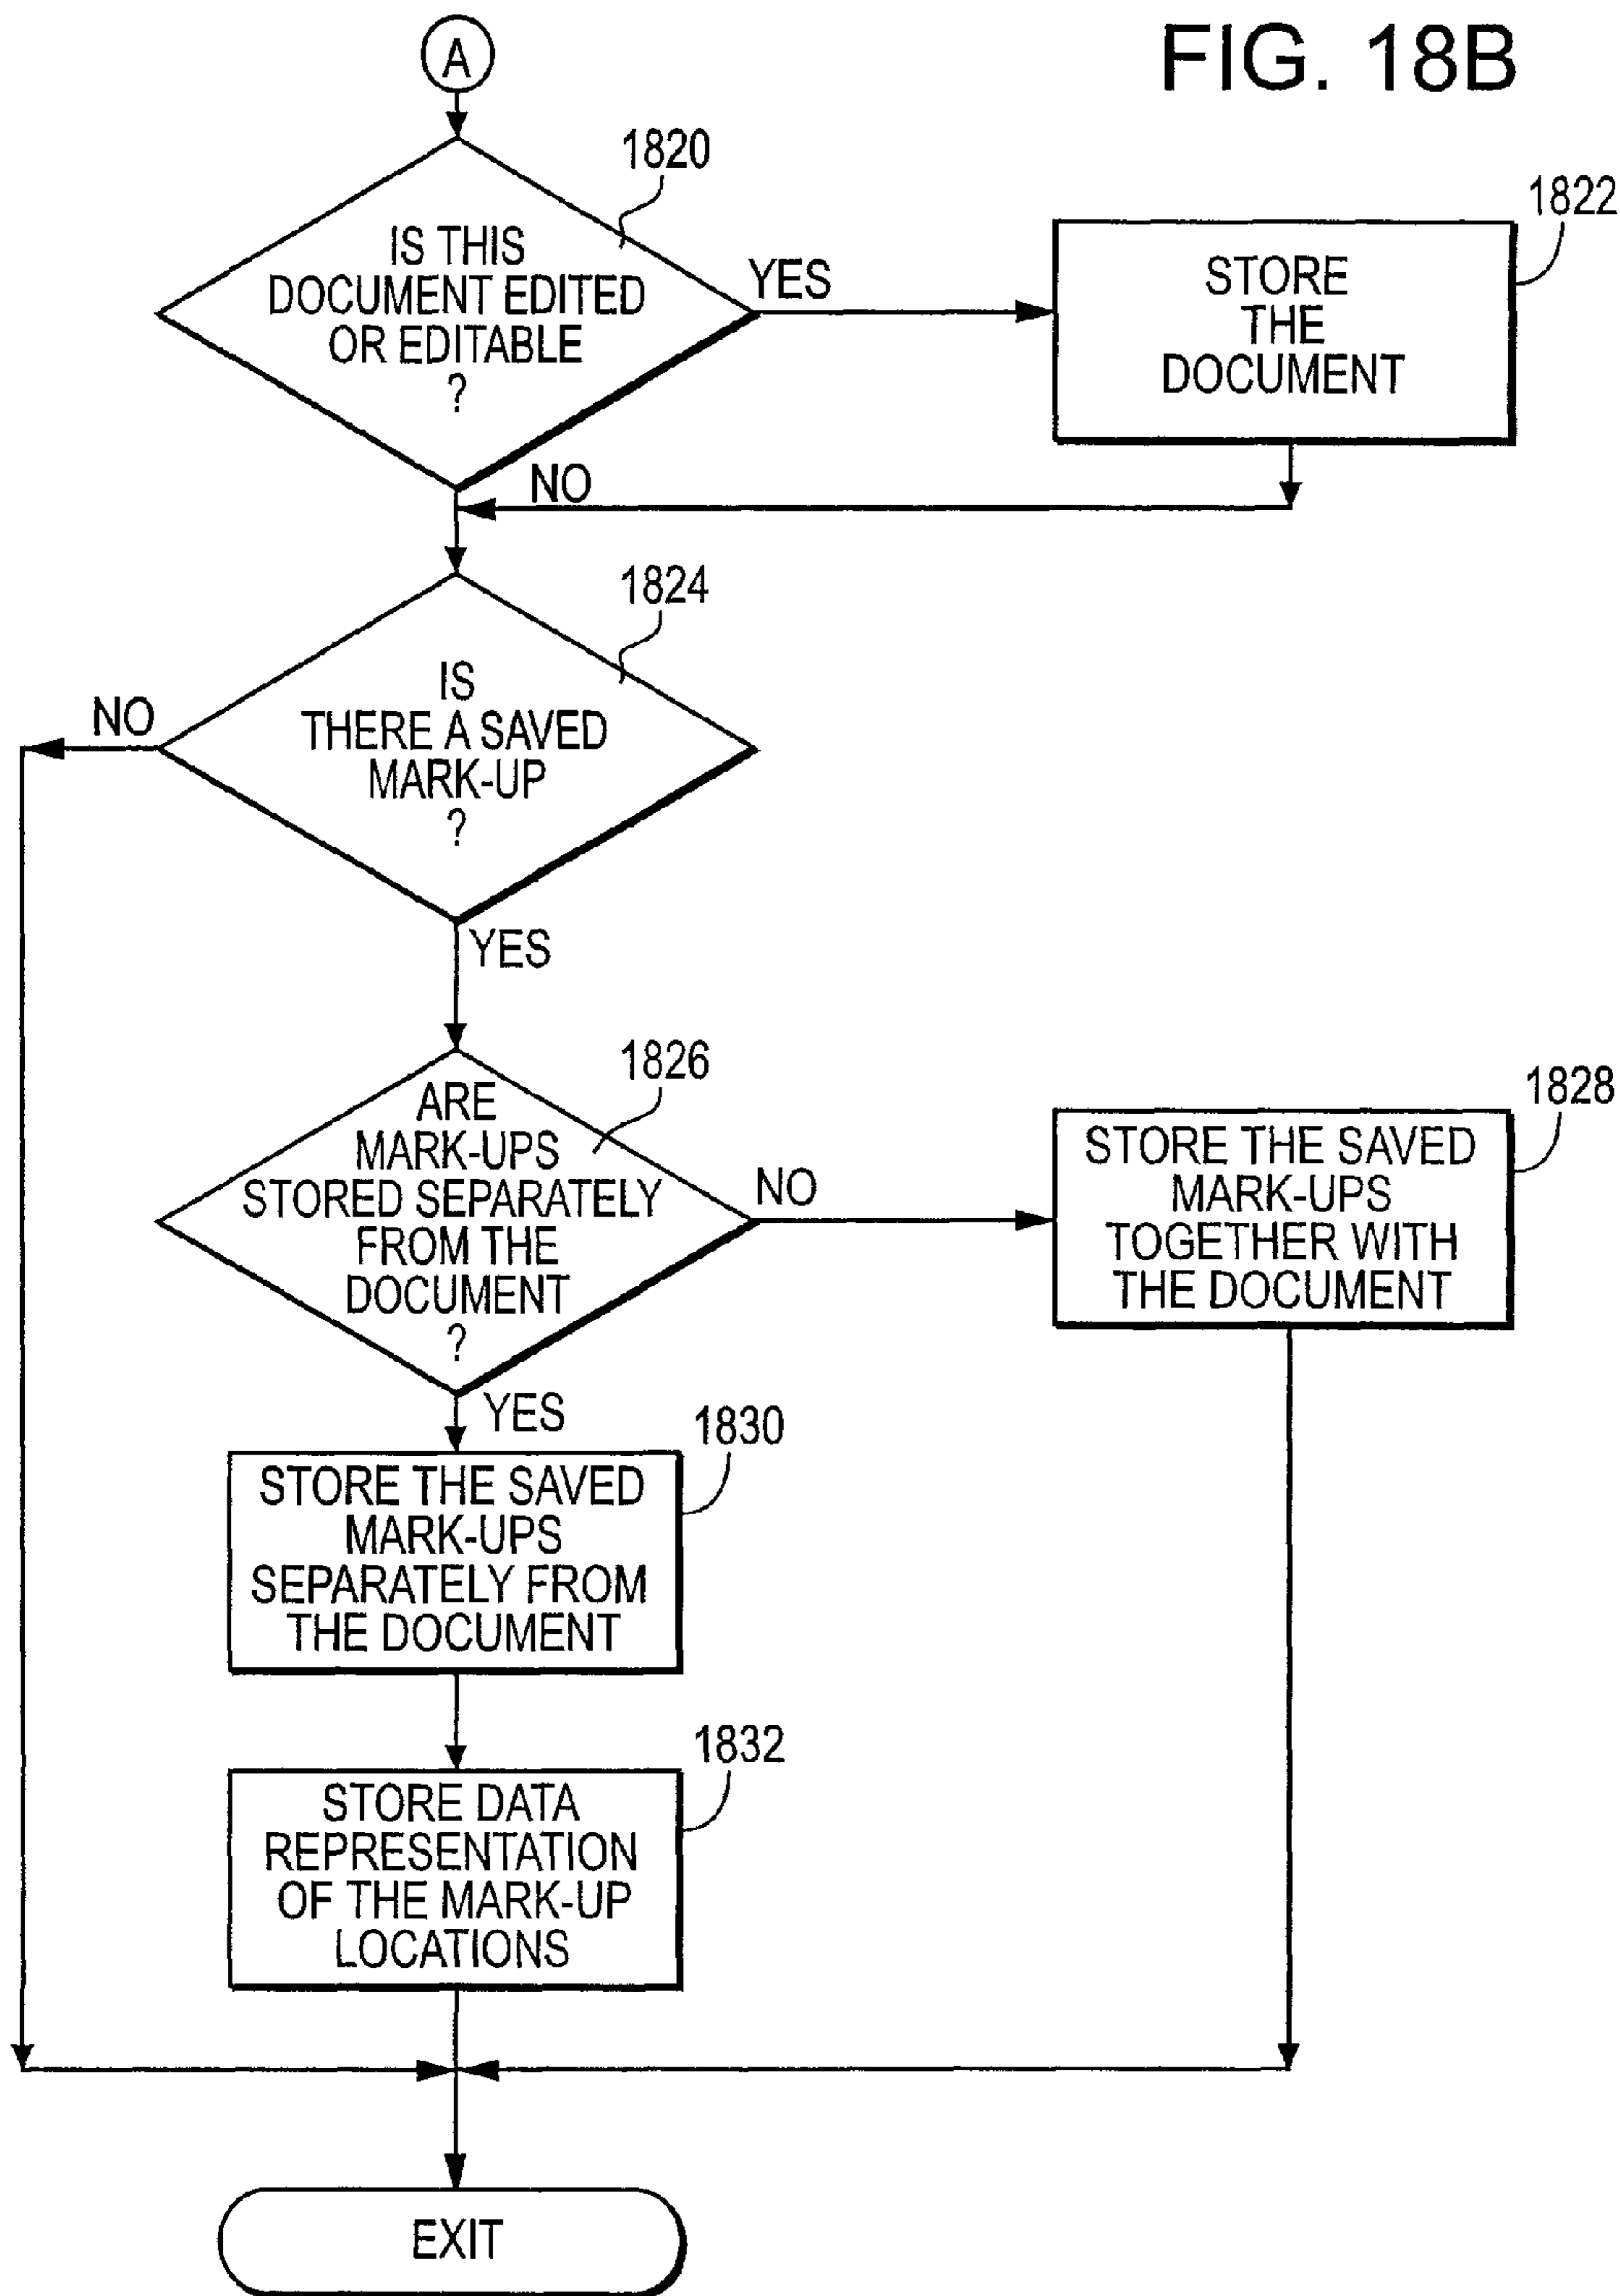 FIG. 18B
A
1820
IS THIS
DOCUMENT EDITED
OR EDITABLE
?
YES
1822
STORE
THE
DOCUMENT
NO
1824
IS
THERE A SAVED
MARK-UP
?
NO
YES
1826
ARE
MARK-UPS
STORED SEPARATELY
FROM THE
DOCUMENT
?
NO
1828
STORE THE SAVED
MARK-UPS
TOGETHER WITH
THE DOCUMENT
YES
1830
STORE THE SAVED
MARK-UPS
SEPARATELY FROM
THE DOCUMENT
1832
STORE DATA
REPRESENTATION
OF THE MARK-UP
LOCATIONS
EXIT